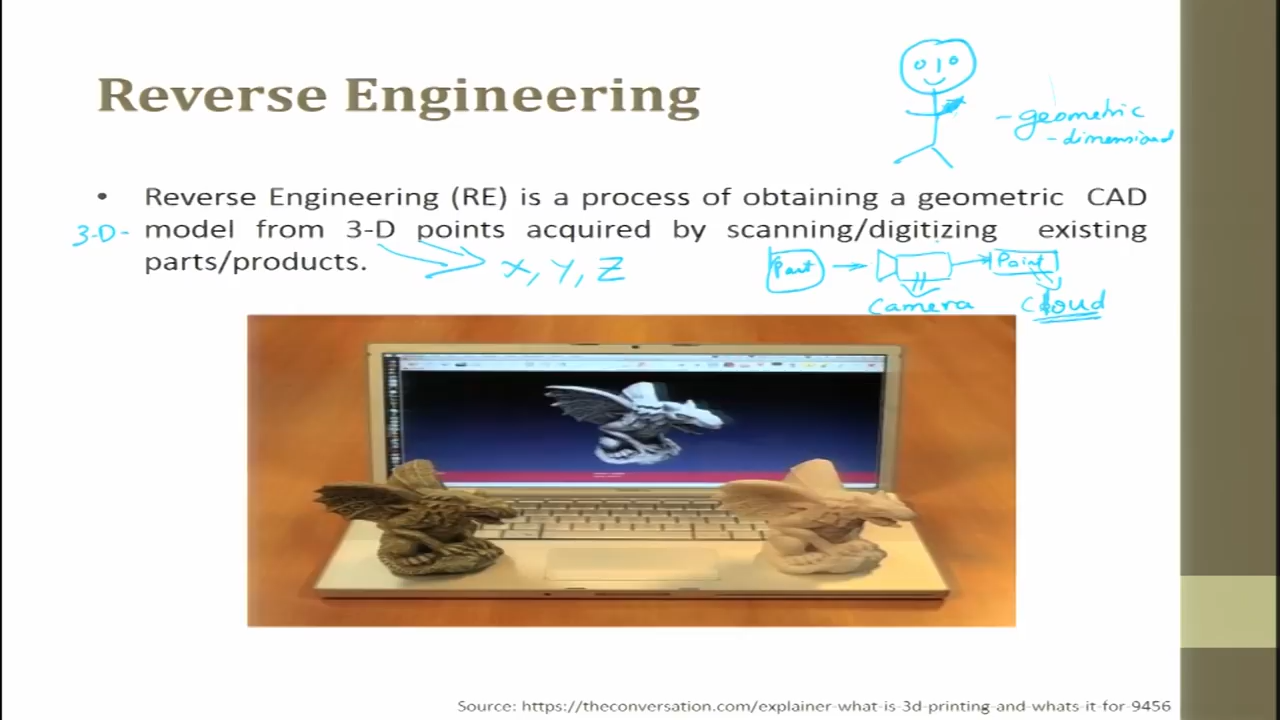 Reverse Engineering
- geometric
- dimensional
• Reverse Engineering (RE) is a process of obtaining a geometric CAD
3-D-
model from 3-D points acquired by scanning/digitizing existing
parts/products.
X, Y, Z
Part
Point
Camera
Cloud
Source: https://theconversation.com/explainer-what-is-3d-printing-and-whats-it-for-9456